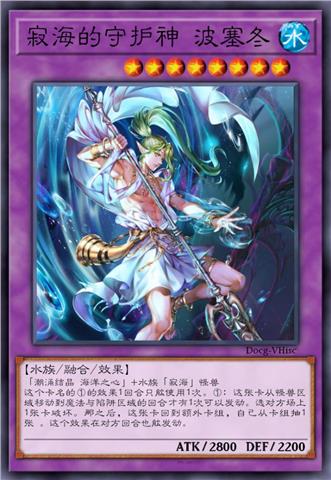 寂海的守护神 波塞冬
水
Docg-VHisc
【水族/融合/效果】
「潮涌结晶 海洋之心」+水族「寂海」怪兽
这个卡名的①的效果1回合只能使用1次。①：这张卡从怪兽区
域移动到魔法与陷阱区域的回合才有1次可以发动。选对方场上
1张卡破坏。那之后，这张卡回到额外卡组，自己从卡组抽1
张 。这个效果在对方回合也能发动。
ATK / 2800 DEF / 2200